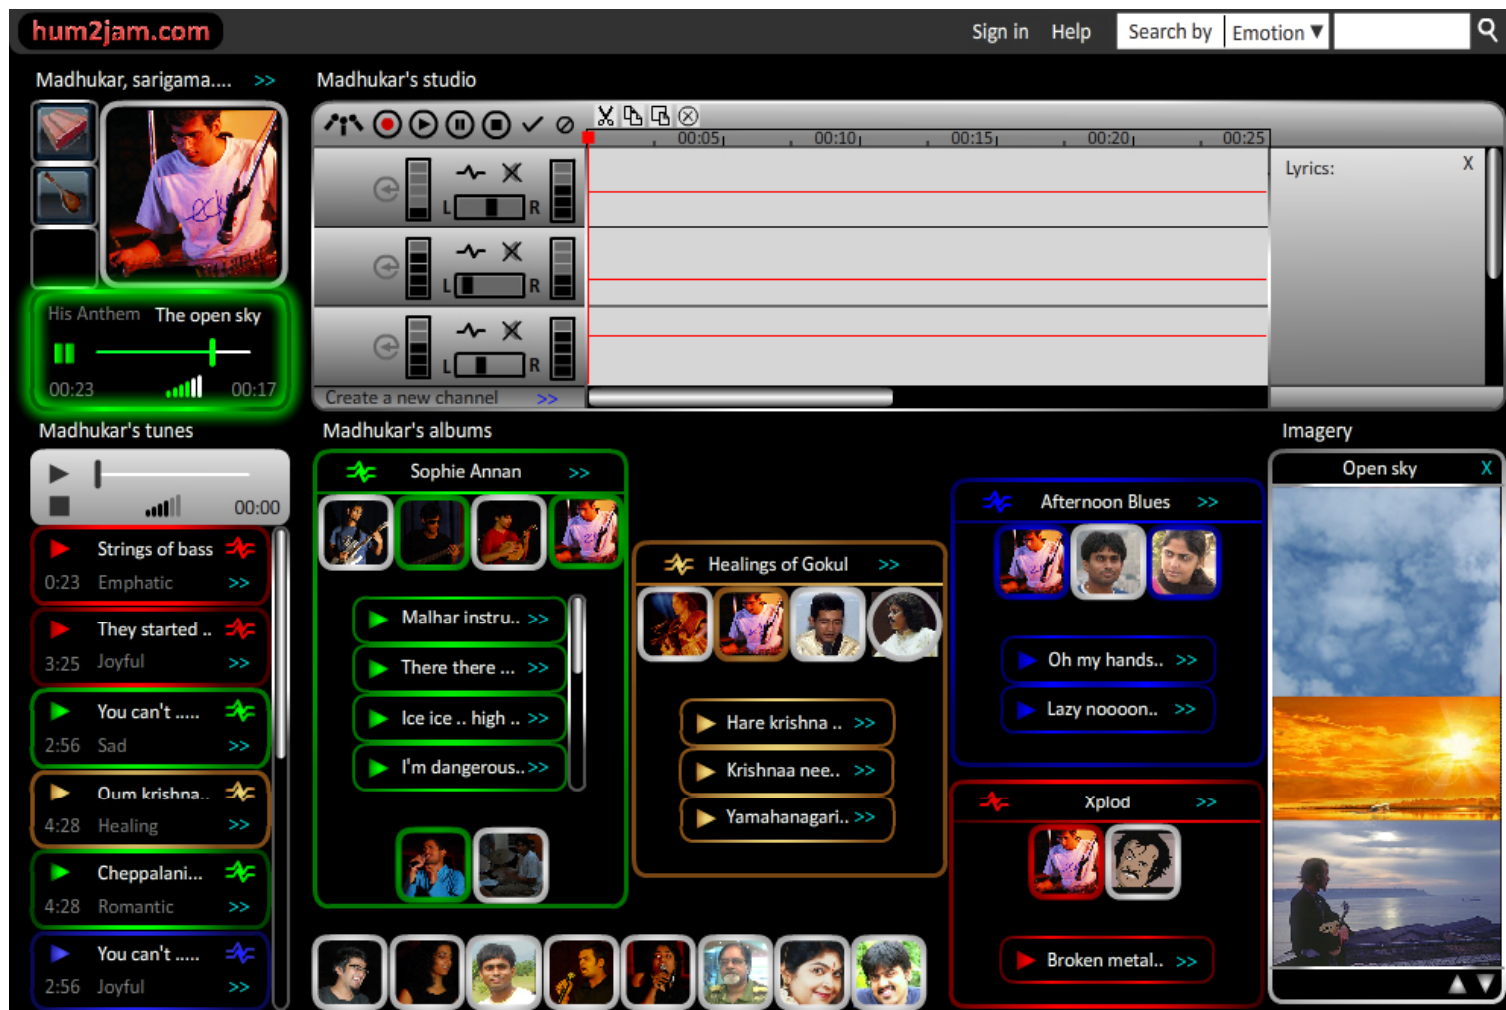 hum2jam.com
Sign in Help Search by Emotion ▼
Madhukar, sarigama.... >>
Madhukar's studio
00:05 00:10 00:15 00:20 00:25
L R
L R
L R
Lyrics: X
Create a new channel >>
His Anthem The open sky
00:23 00:17
Madhukar's tunes
00:00
Strings of bass
0:23 Emphatic >>
They started ..
3:25 Joyful >>
You can't .....
2:56 Sad >>
Oum krishna..
4:28 Healing >>
Cheppalani...
4:28 Romantic >>
You can't .....
2:56 Joyful >>
Madhukar's albums
Sophie Annan >>
Malhar instru.. >>
There there ... >>
Ice ice .. high .. >>
I'm dangerous.. >>
Healings of Gokul >>
Hare krishna .. >>
Krishnaa nee.. >>
Yamahanagari.. >>
Afternoon Blues >>
Oh my hands.. >>
Lazy noooon.. >>
Xplod >>
Broken metal.. >>
Imagery
Open sky X